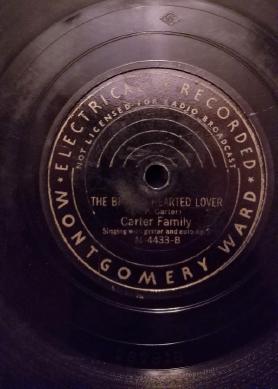 ELECTRICALLY RECORDED
NOT LICENSED FOR RADIO BROADCAST
THE HEARTED LOVER
Carter)
Carter Family
Singing with guitar and
M-4433-B
MONTGOMERY WARD